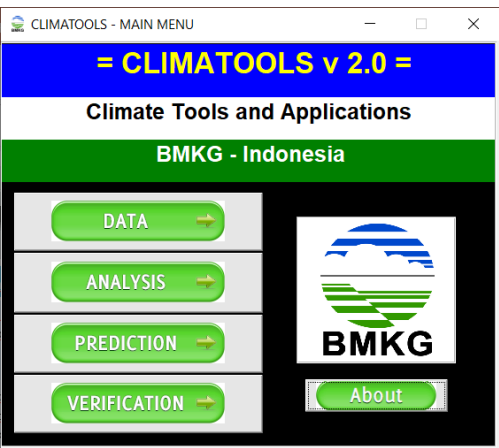 CLIMATOOLS - MAIN MENU
= CLIMATOOLS v 2.0 =
Climate Tools and Applications
BMKG - Indonesia
DATA
ANALYSIS
PREDICTION
VERIFICATION
BMKG
About